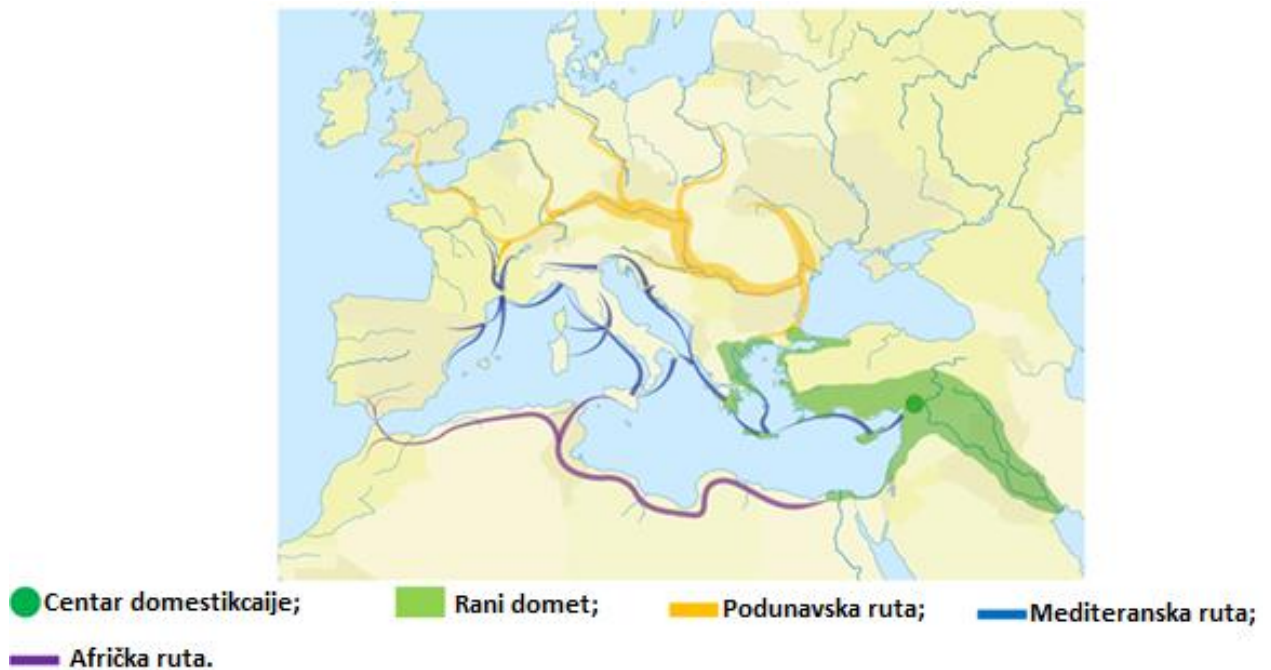 Centar domestikcaije; Rani domet; Podunavska ruta; Mediteranska ruta;
Afrička ruta.